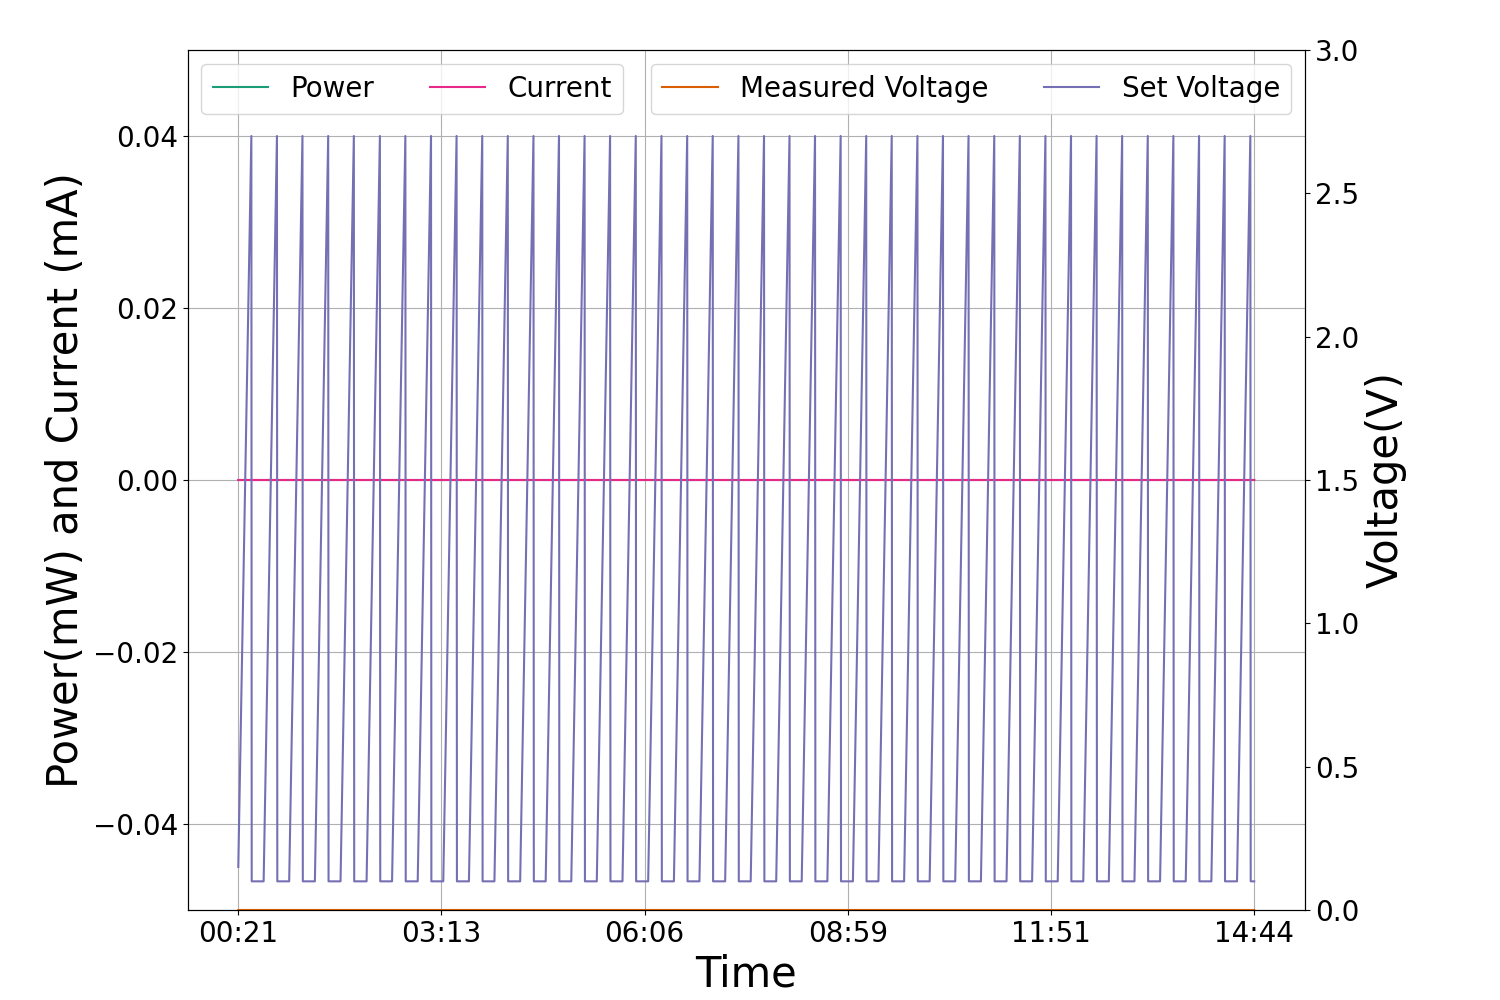 Power Current Measured Voltage Set Voltage
Power(mW) and Current (mA)
0.04
0.02
0.00
−0.02
−0.04
3.0
2.5
2.0
1.5
1.0
0.5
0.0
Voltage(V)
00:21 03:13 06:06 08:59 11:51 14:44
Time